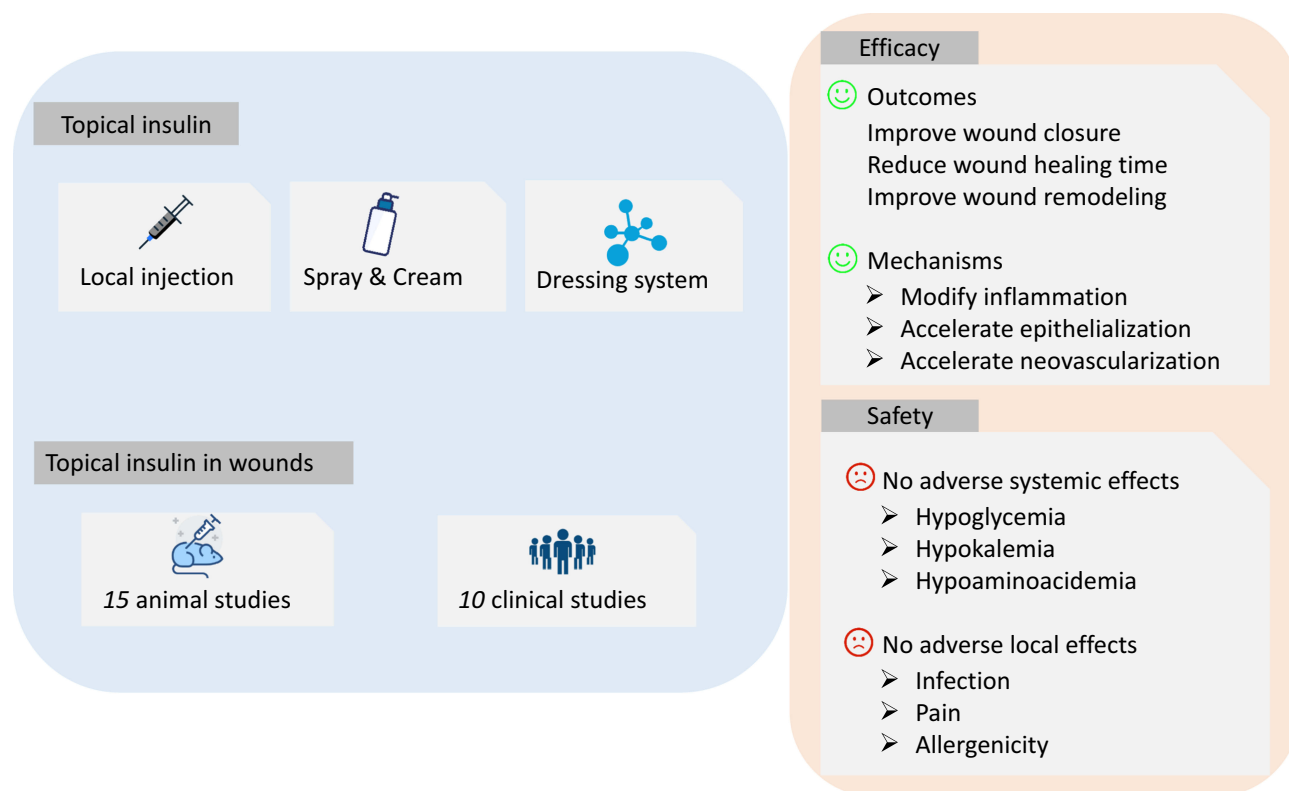 Topical insulin
Local injection
Spray & Cream
Dressing system
Topical insulin in wounds
15 animal studies
10 clinical studies
Efficacy
Outcomes
Improve wound closure
Reduce wound healing time
Improve wound remodeling
Mechanisms
➢ Modify inflammation
➢ Accelerate epithelialization
➢ Accelerate neovascularization
Safety
No adverse systemic effects
➢ Hypoglycemia
➢ Hypokalemia
➢ Hypoaminoacidemia
No adverse local effects
➢ Infection
➢ Pain
➢ Allergenicity